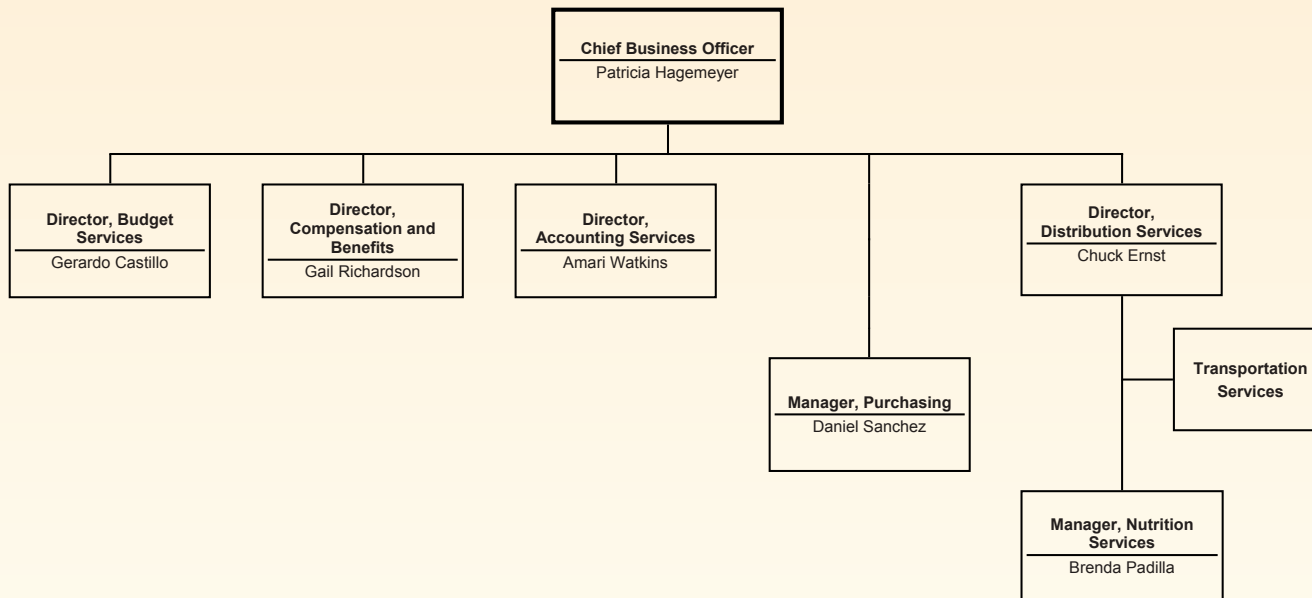 Chief Business Officer
Patricia Hagemeyer
Director, Budget
Services
Gerardo Castillo
Director,
Compensation and
Benefits
Gail Richardson
Director,
Accounting Services
Amari Watkins
Director,
Distribution Services
Chuck Ernst
Transportation
Services
Manager, Purchasing
Daniel Sanchez
Manager, Nutrition
Services
Brenda Padilla